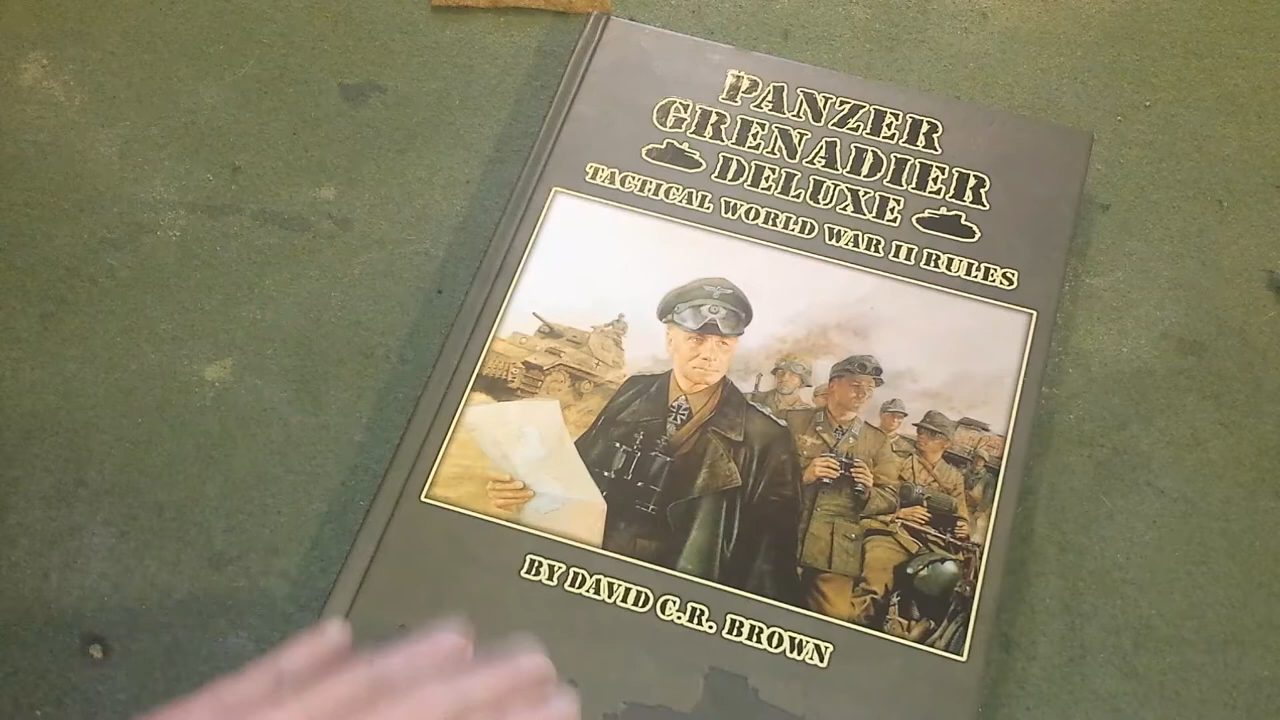 PANZER
GRENADIER
DELUXE
TACTICAL WORLD WAR II RULES
BY DAVID C.R. BROWN